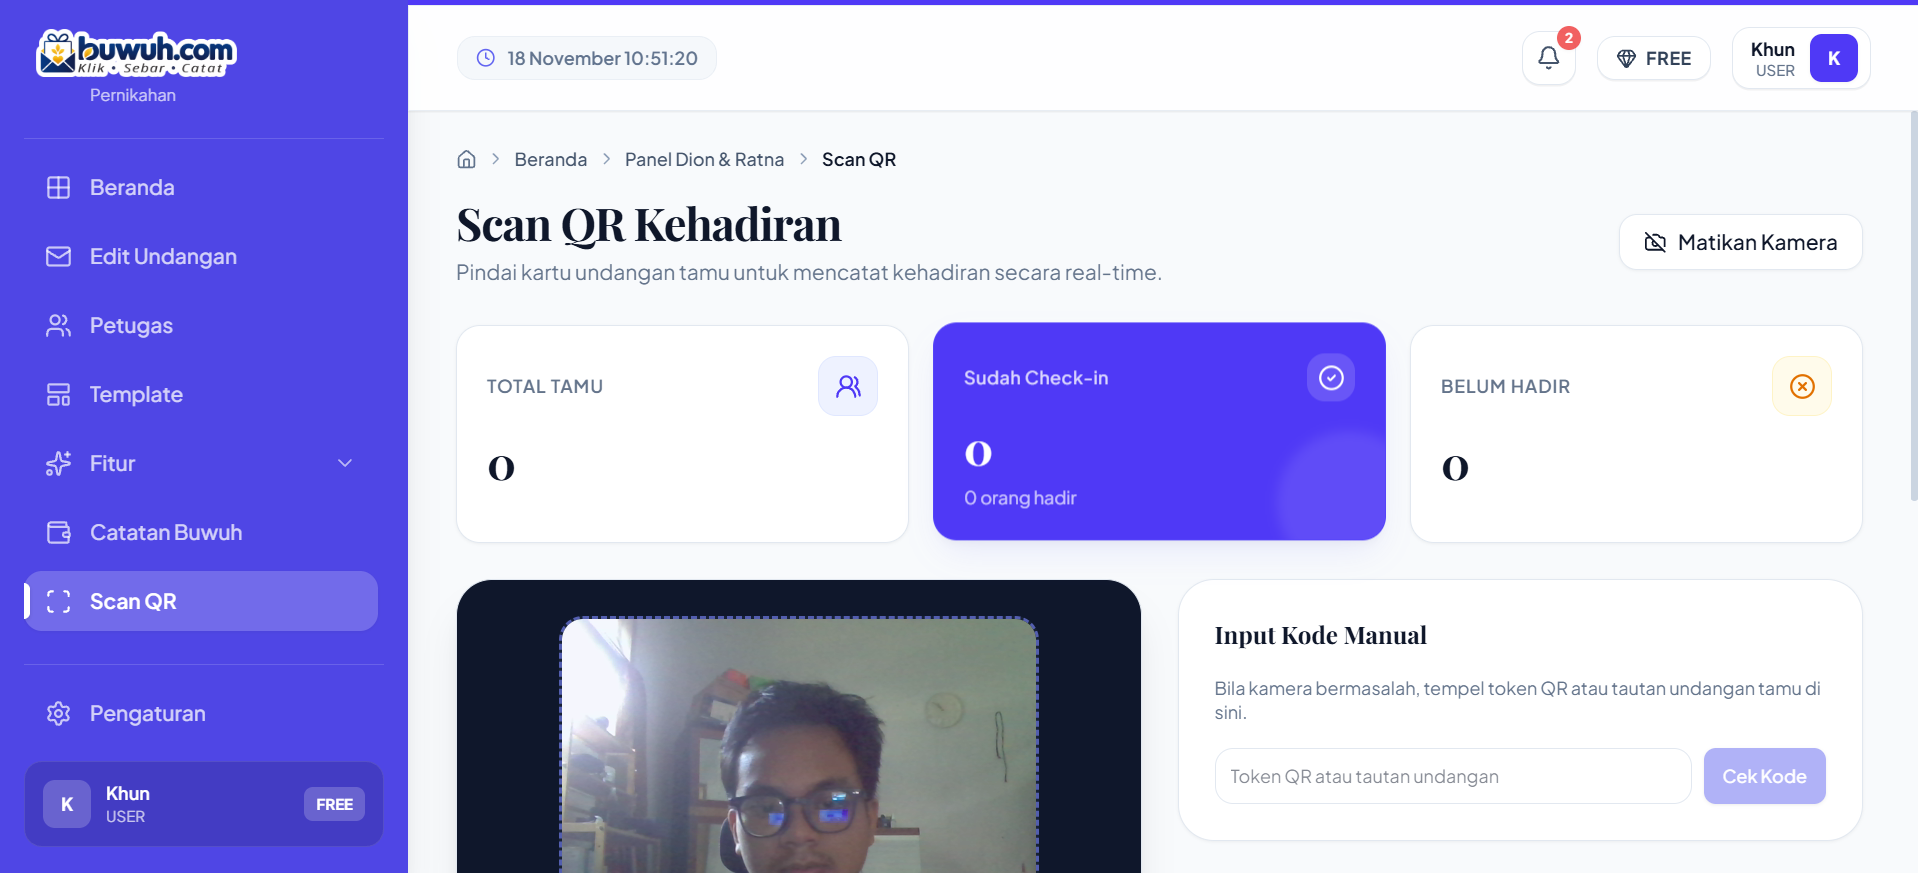 buwuh.com
Klik • Sebar • Catat
Pernikahan
Beranda
Edit Undangan
Petugas
Template
Fitur
Catatan Buwuh
Scan QR
Pengaturan
K
Khun
USER
FREE
18 November 10:51:20
2
FREE
Khun
USER
K
Beranda
Panel Dion & Ratna
Scan QR
Scan QR Kehadiran
Pindai kartu undangan tamu untuk mencatat kehadiran secara real-time.
Matikan Kamera
TOTAL TAMU
0
Sudah Check-in
0
0 orang hadir
BELUM HADIR
0
Input Kode Manual
Bila kamera bermasalah, tempel token QR atau tautan undangan tamu di
sini.
Token QR atau tautan undangan
Cek Kode